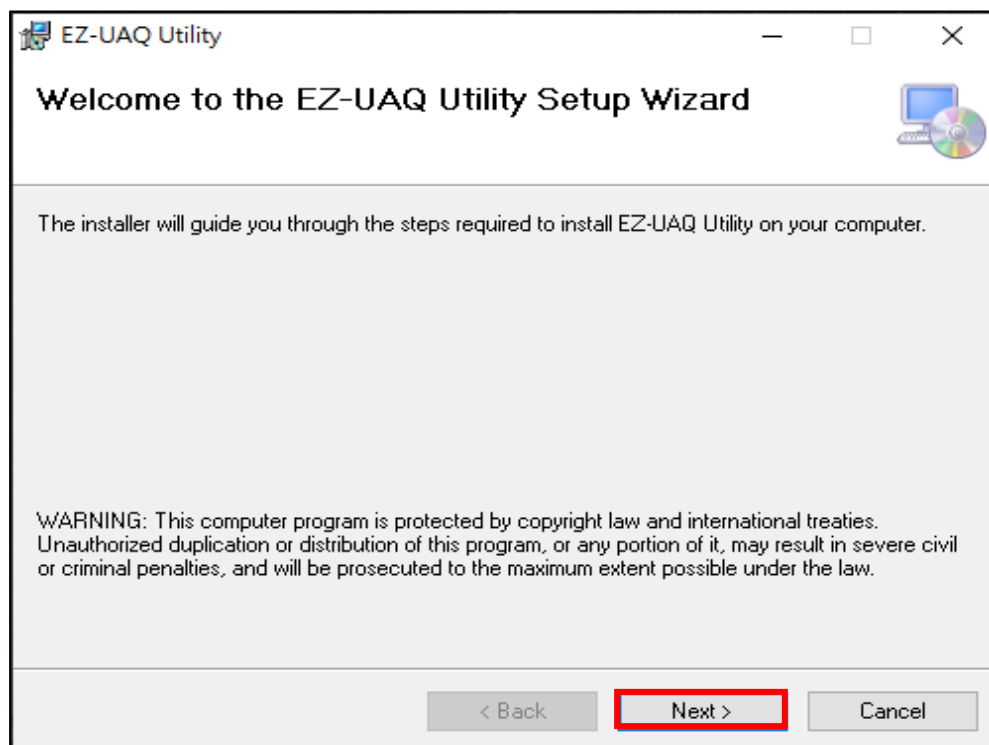 EZ-UAQ Utility
Welcome to the EZ-UAQ Utility Setup Wizard
The installer will guide you through the steps required to install EZ-UAQ Utility on your computer.
WARNING: This computer program is protected by copyright law and international treaties.
Unauthorized duplication or distribution of this program, or any portion of it, may result in severe civil
or criminal penalties, and will be prosecuted to the maximum extent possible under the law.
< Back Next > Cancel